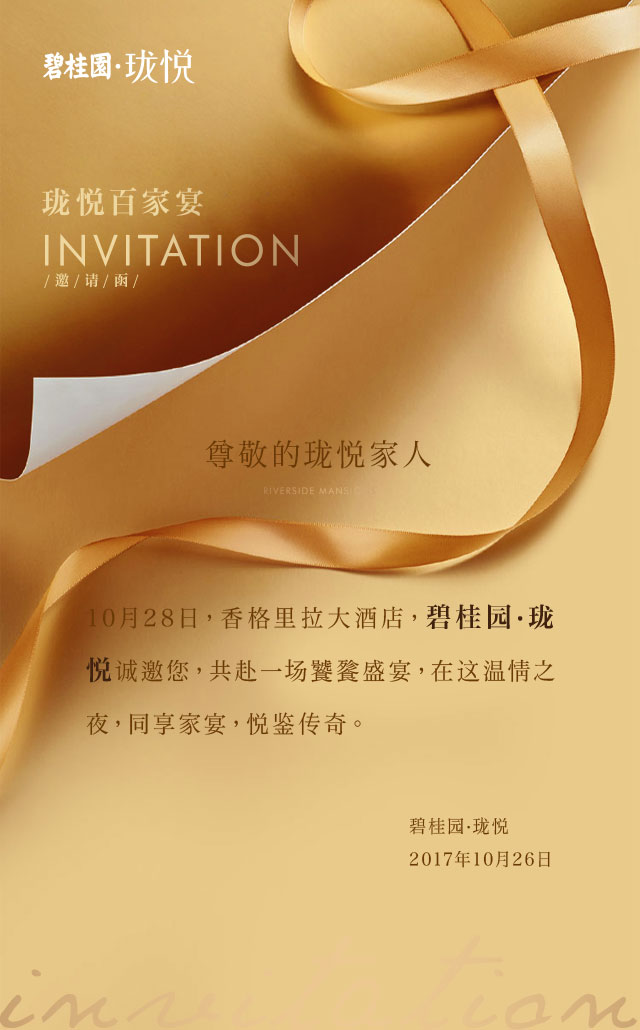 碧桂園·珑悦
珑悦百家宴
INVITATION
/邀/请/函/
尊敬的珑悦家人
RIVERSIDE MANSIONS
10月28日，香格里拉大酒店，碧桂园·珑
悦诚邀您，共赴一场饕餮盛宴，在这温情之
夜，同享家宴，悦鉴传奇。
碧桂园·珑悦
2017年10月26日
invitation